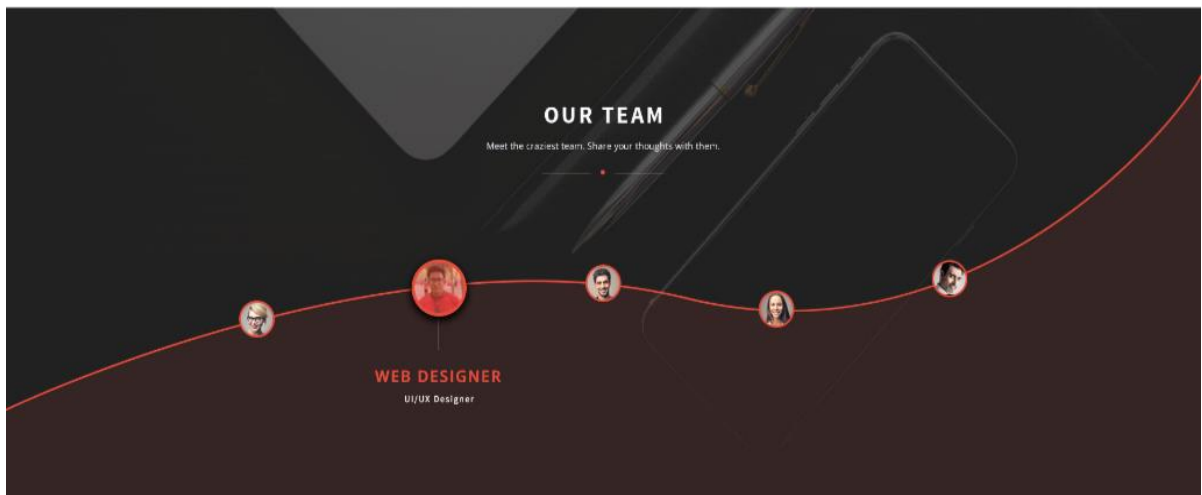 OUR TEAM
Meet the craziest team. Share your thoughts with them.
WEB DESIGNER
UI/UX Designer